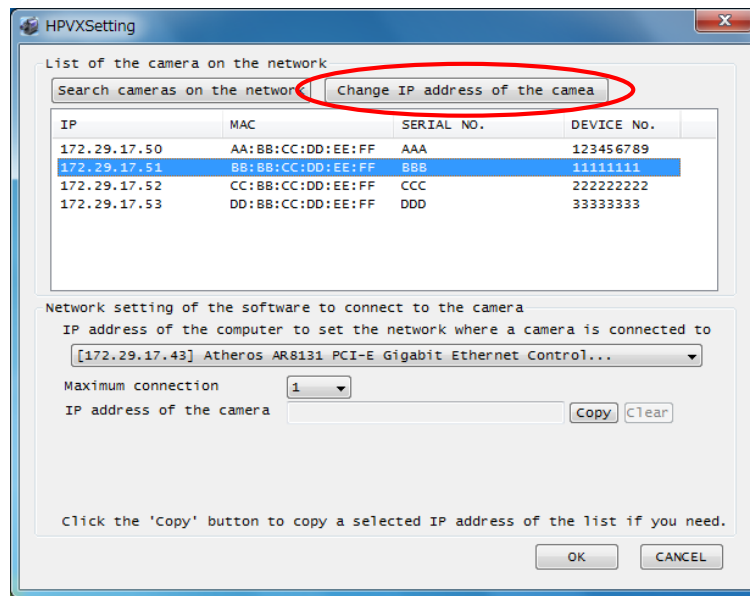 HPVXSetting
List of the camera on the network
Search cameras on the network Change IP address of the camea
IP MAC SERIAL NO. DEVICE No.
172.29.17.50 AA:BB:CC:DD:EE:FF AAA 123456789
172.29.17.51 BB:BB:CC:DD:EE:FF BBB 11111111
172.29.17.52 CC:BB:CC:DD:EE:FF CCC 222222222
172.29.17.53 DD:BB:CC:DD:EE:FF DDD 33333333
Network setting of the software to connect to the camera
IP address of the computer to set the network where a camera is connected to
[172.29.17.43] Atheros AR8131 PCI-E Gigabit Ethernet Control...
Maximum connection 1
IP address of the camera Copy Clear
Click the 'Copy' button to copy a selected IP address of the list if you need.
OK CANCEL